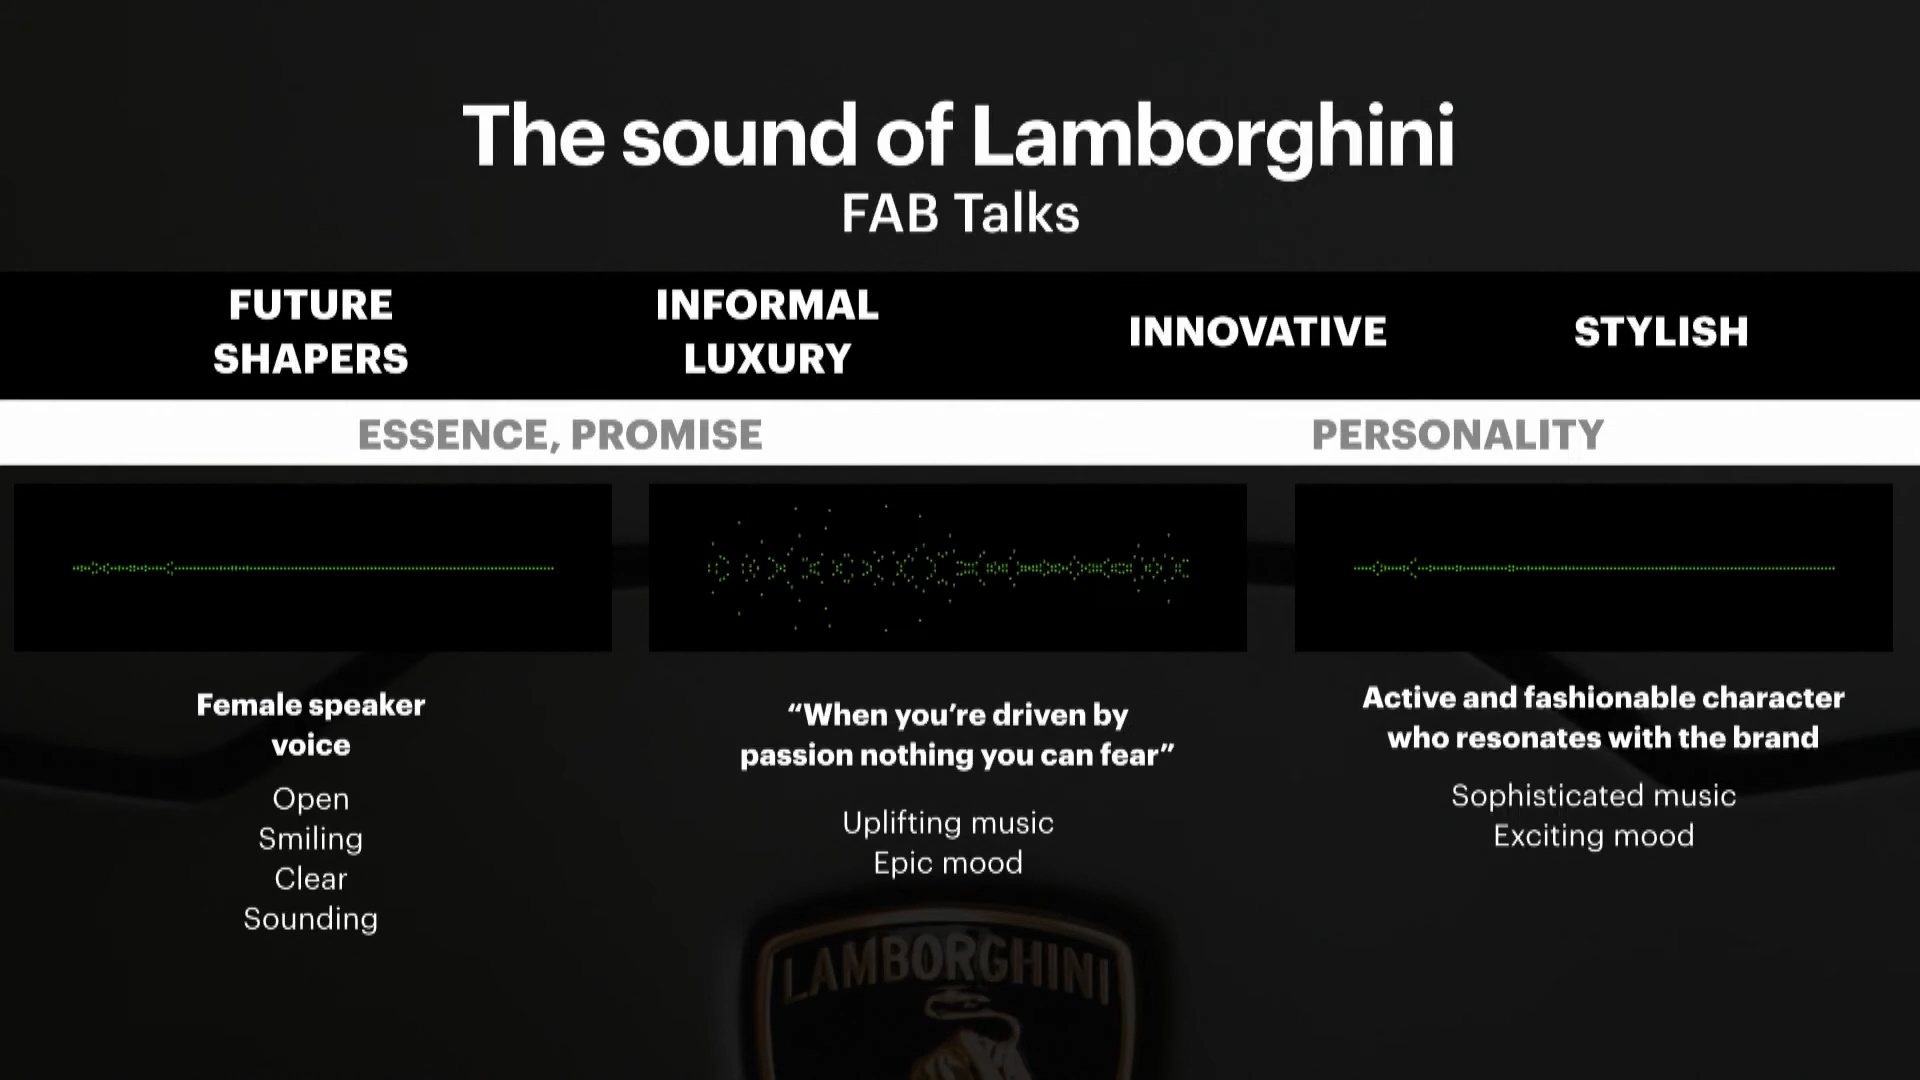 The sound of Lamborghini
FAB Talks
FUTURE
SHAPERS
INFORMAL
LUXURY
INNOVATIVE
STYLISH
ESSENCE, PROMISE
PERSONALITY
Female speaker
voice
Open
Smiling
Clear
Sounding
“When you’re driven by
passion nothing you can fear”
Uplifting music
Epic mood
Active and fashionable character
who resonates with the brand
Sophisticated music
Exciting mood
LAMBORGHINI